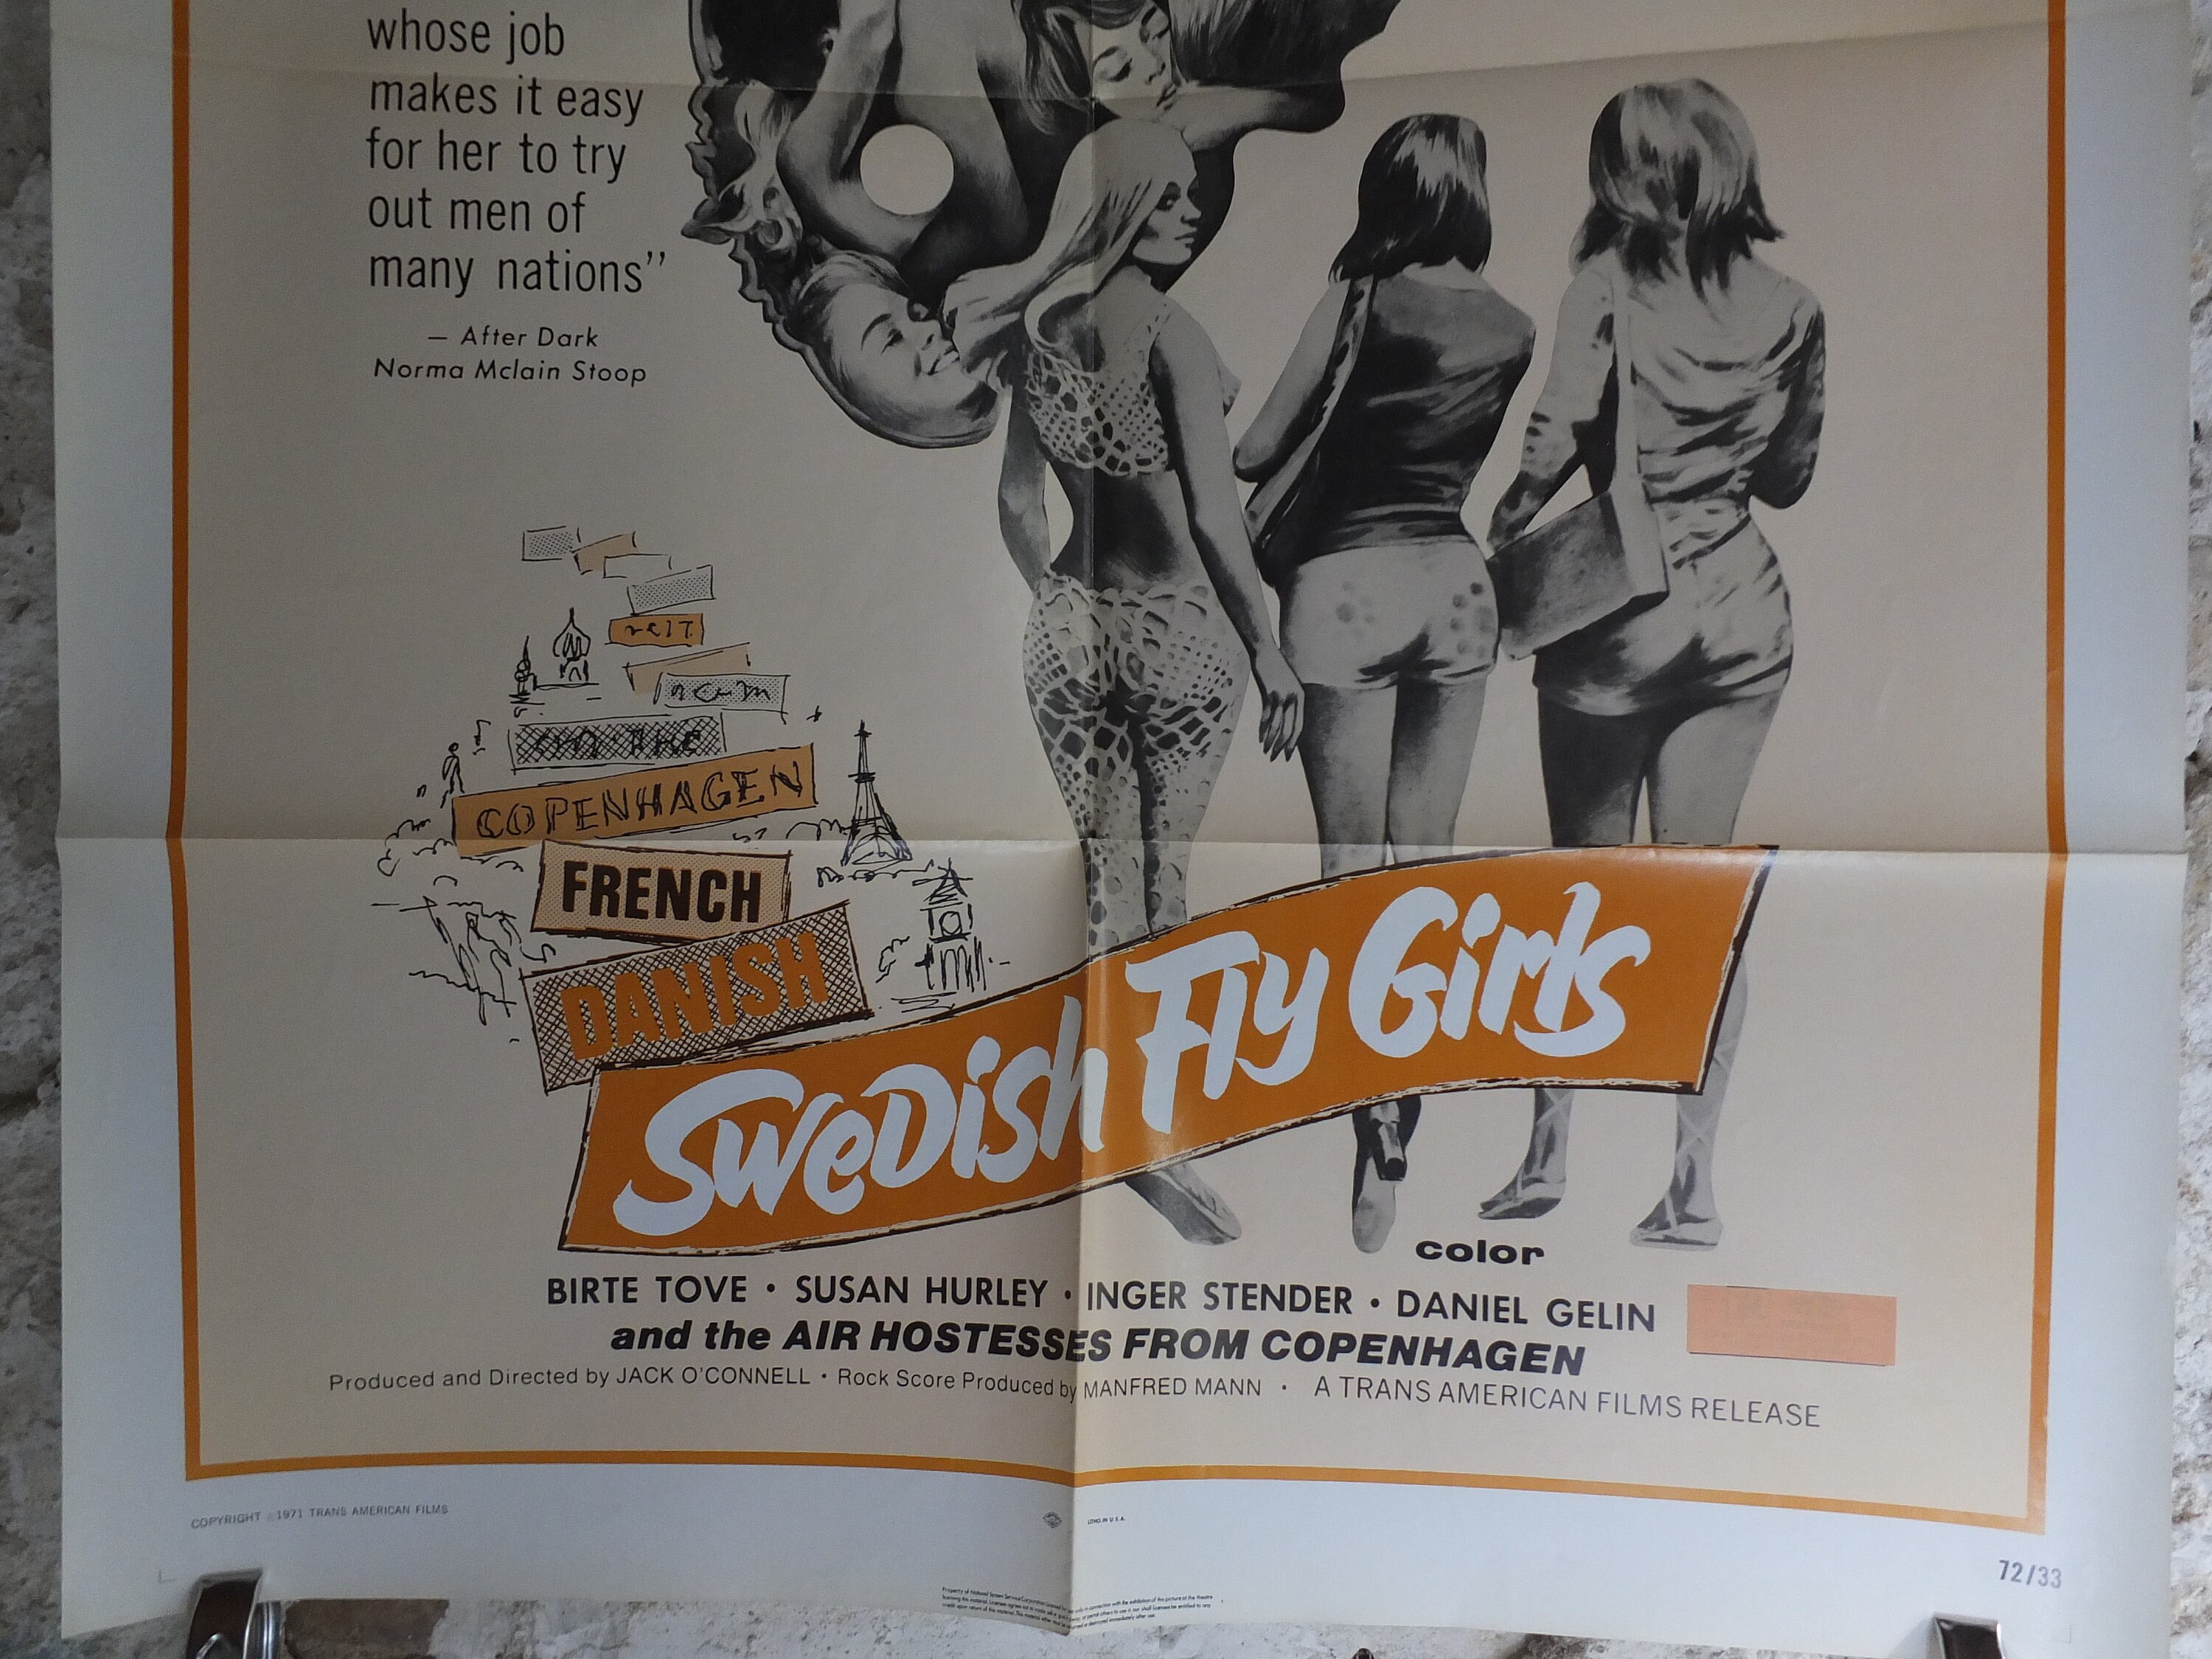 whose job
makes it easy
for her to try
out men of
many nations”
— After Dark
Norma Mclain Stoop
COPENHAGEN
FRENCH
DANISH
SWeDish Fly Girls
color
BIRTE TOVE · SUSAN HURLEY · INGER STENDER · DANIEL GELIN
and the AIR HOSTESSES FROM COPENHAGEN
Produced and Directed by JACK O'CONNELL · Rock Score Produced by MANFRED MANN · A TRANS AMERICAN FILMS RELEASE
COPYRIGHT ©1971 TRANS AMERICAN FILMS
LITHO. IN U.S.A.
72/33